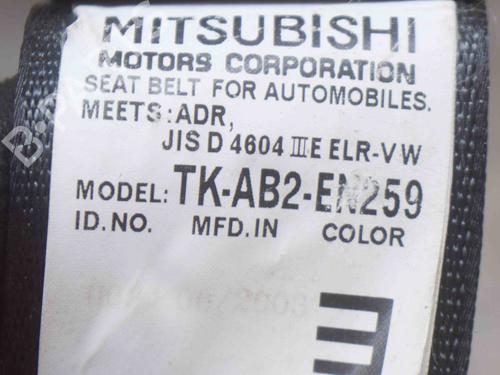 MITSUBISHI
MOTORS CORPORATION
SEAT BELT FOR AUTOMOBILES.
MEETS:ADR,
JIS D 4604 ⅢE ELR-VW
MODEL: TK-AB2-EN259
ID.NO. MFD.IN COLOR
E